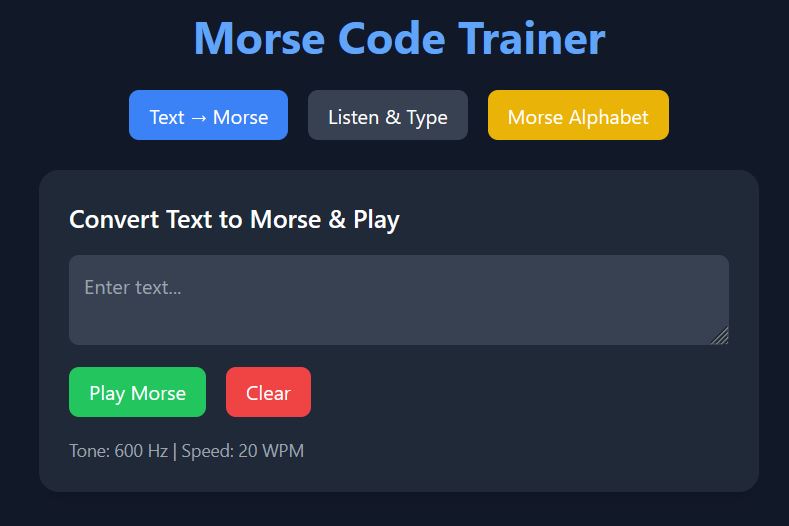 Morse Code Trainer
Text → Morse Listen & Type Morse Alphabet
Convert Text to Morse & Play
Enter text...
Play Morse Clear
Tone: 600 Hz | Speed: 20 WPM